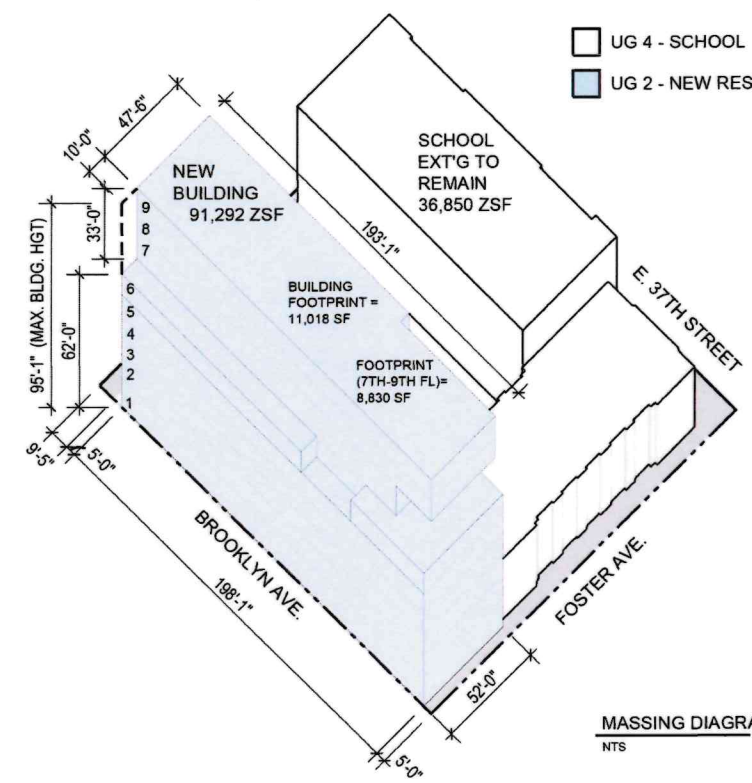 UG 4 - SCHOOL
UG 2 - NEW RES
47'-6"
10'-0"
33'-0"
95'-1" (MAX. BLDG. HGT)
62'-0"
9'-5"
5'-0"
NEW
BUILDING
91,292 ZSF
9
8
7
6
5
4
3
2
1
BUILDING
FOOTPRINT =
11,018 SF
FOOTPRINT
(7TH-9TH FL)=
8,830 SF
193'-1"
SCHOOL
EXT'G TO
REMAIN
36,850 ZSF
E. 37TH STREET
BROOKLYN AVE.
198'-1"
FOSTER AVE.
52'-0"
5'-0"
MASSING DIAGRA
NTS